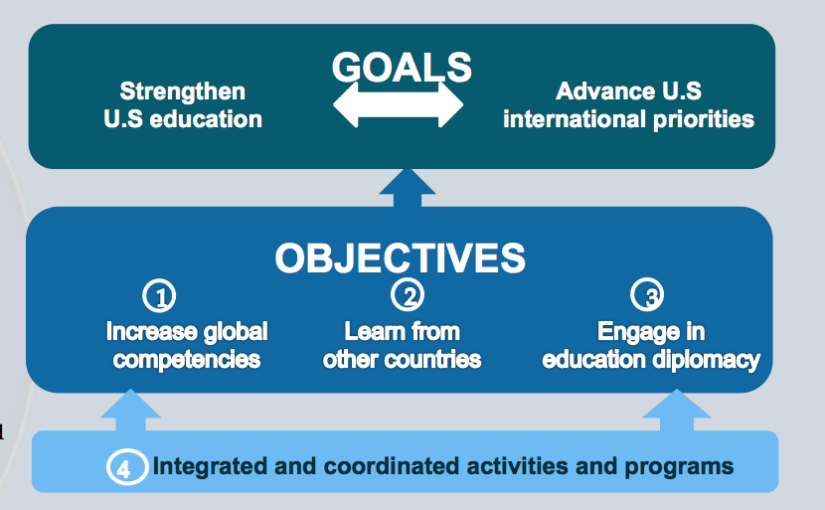 GOALS
Strengthen
U.S education
Advance U.S
international priorities
OBJECTIVES
1
Increase global
competencies
2
Learn from
other countries
3
Engage in
education diplomacy
4 Integrated and coordinated activities and programs